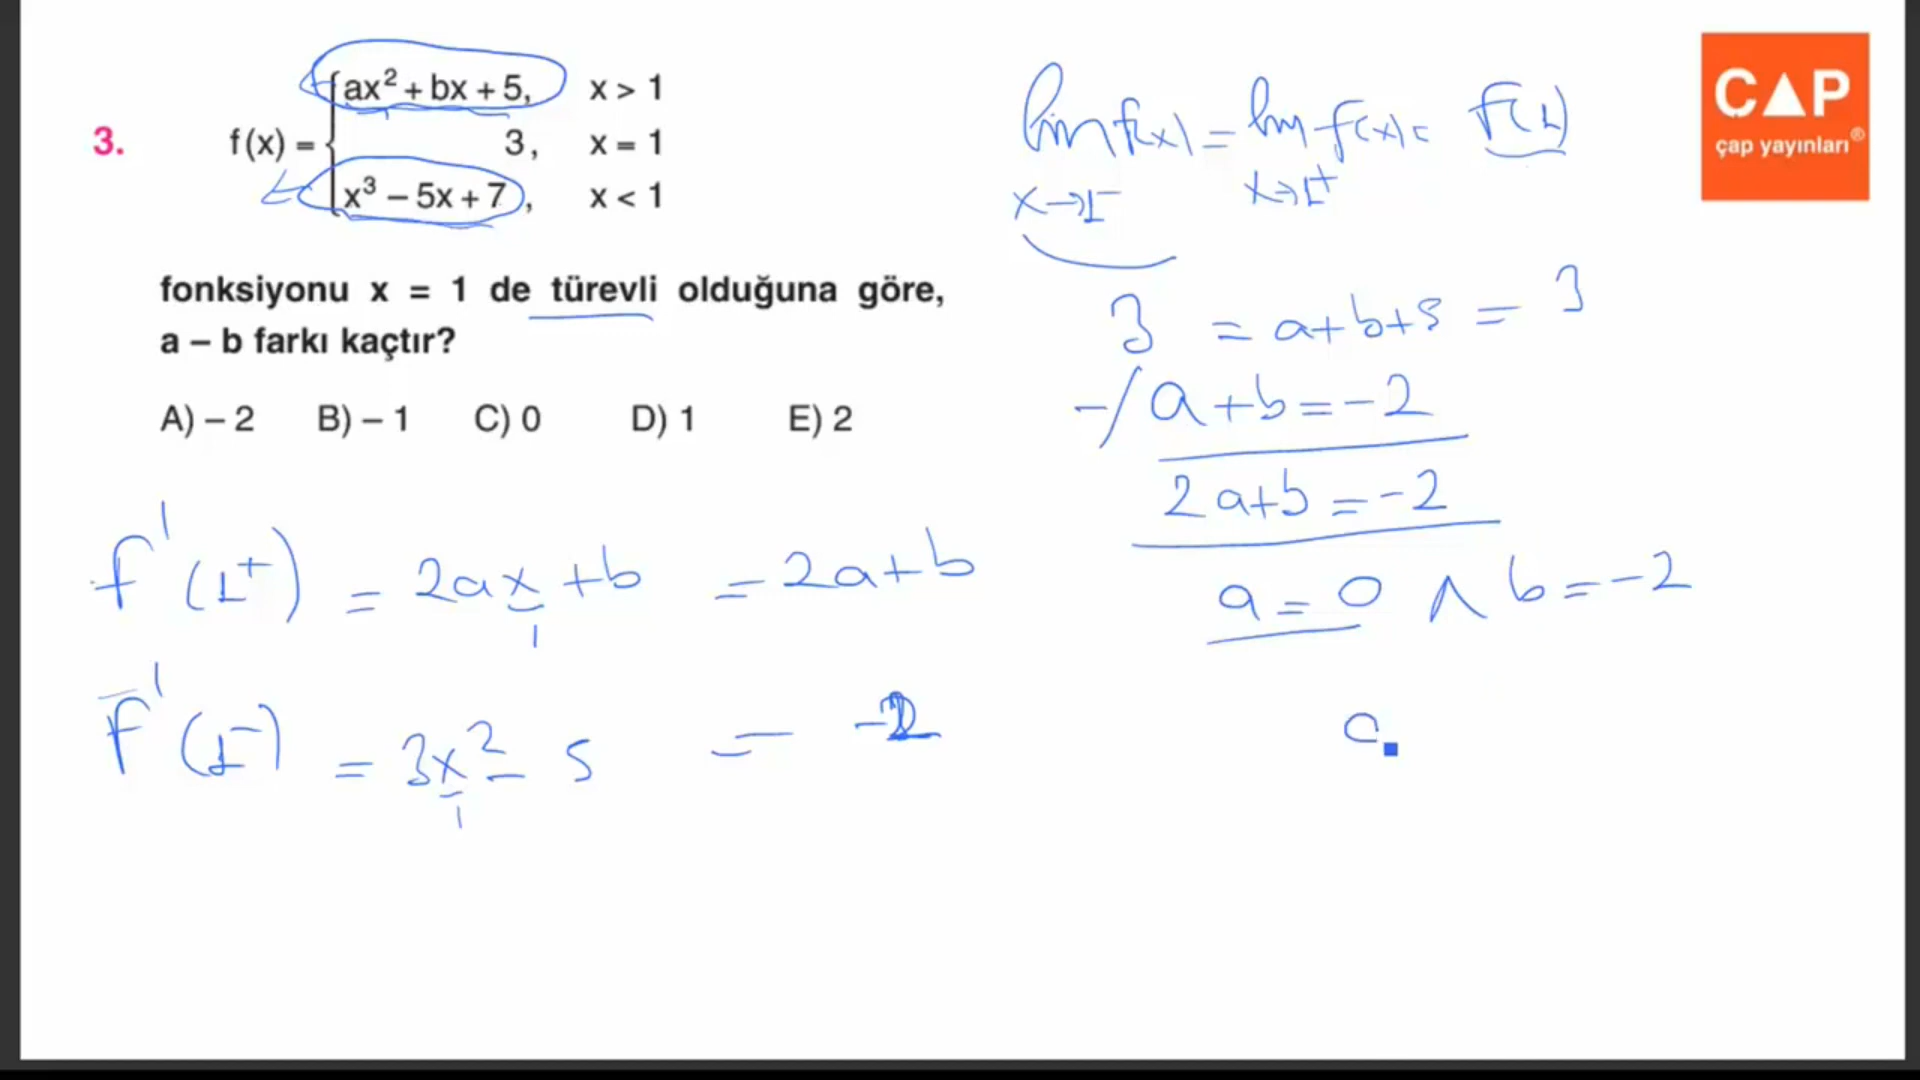 3. f(x) = { ax² + bx + 5, x > 1
3, x = 1
x³ – 5x + 7, x < 1
fonksiyonu x = 1 de türevli olduğuna göre,
a – b farkı kaçtır?
A) – 2 B) – 1 C) 0 D) 1 E) 2
f'(1⁺) = 2ax + b = 2a+b
1
f'(1⁻) = 3x² – 5 = -2
1
lim f(x) = lim f(x) = f(1)
x→1⁻ x→1⁺
3 = a+b+5 = 3
-/ a+b = -2
2a+b = -2
a = 0 ∧ b = -2
CAP
çap yayınları®